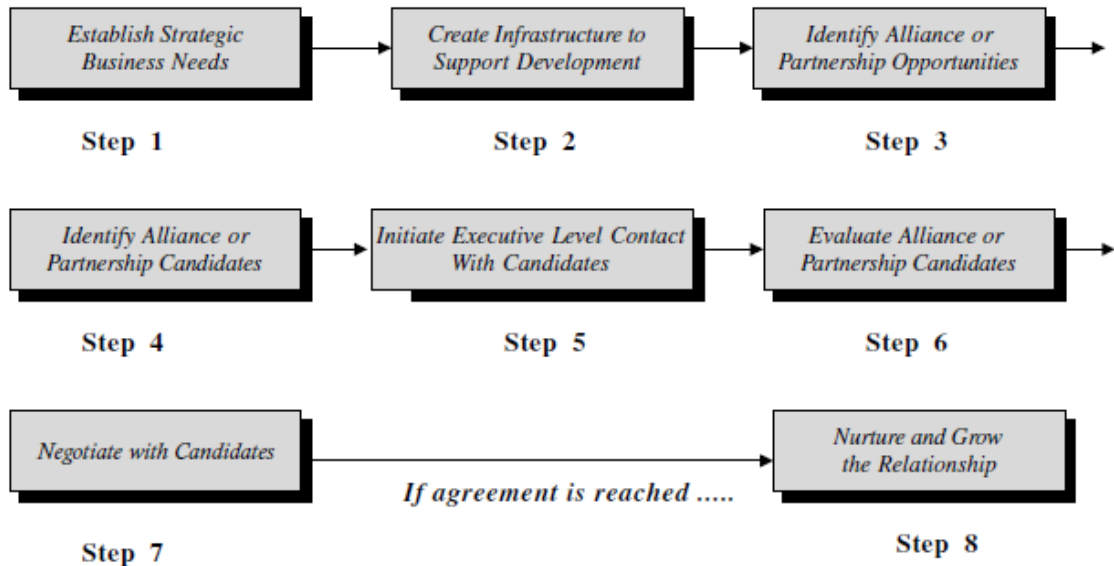 Establish Strategic
Business Needs
Create Infrastructure to
Support Development
Identify Alliance or
Partnership Opportunities
Step 1
Step 2
Step 3
Identify Alliance or
Partnership Candidates
Initiate Executive Level Contact
With Candidates
Evaluate Alliance or
Partnership Candidates
Step 4
Step 5
Step 6
Negotiate with Candidates
If agreement is reached .....
Nurture and Grow
the Relationship
Step 7
Step 8